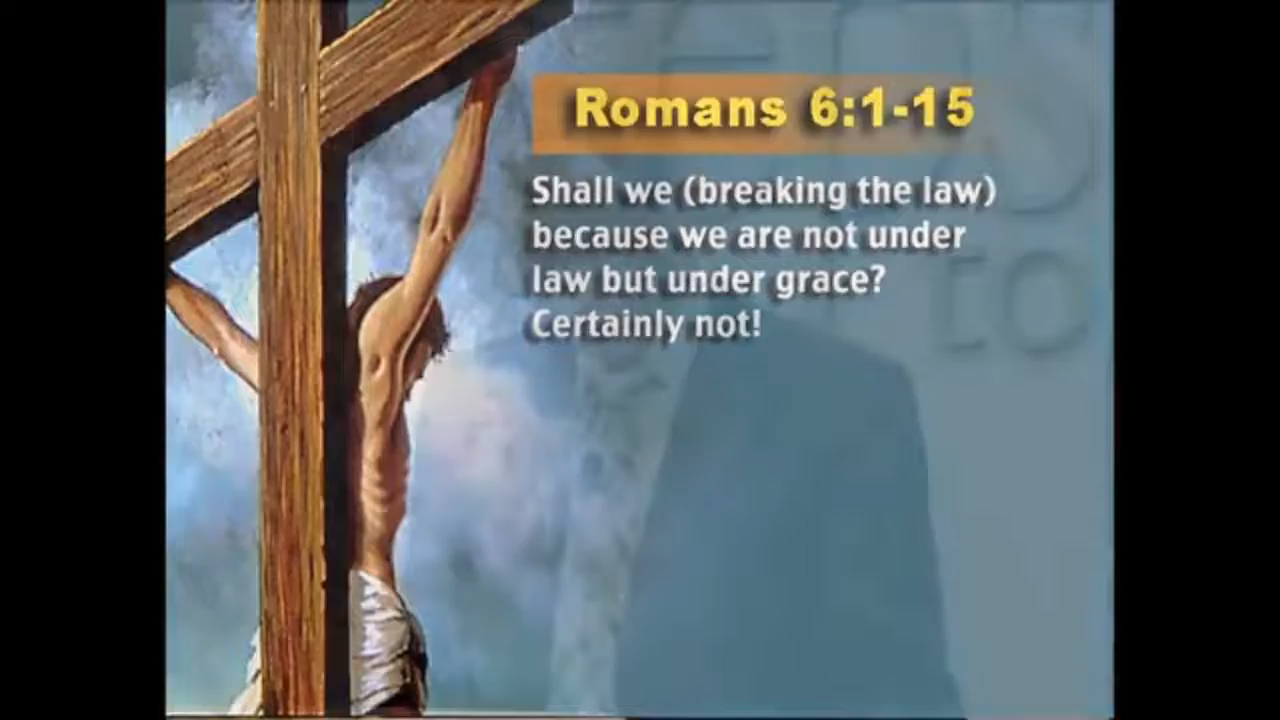 Romans 6:1-15
Shall we (breaking the law)
because we are not under
law but under grace?
Certainly not!
to